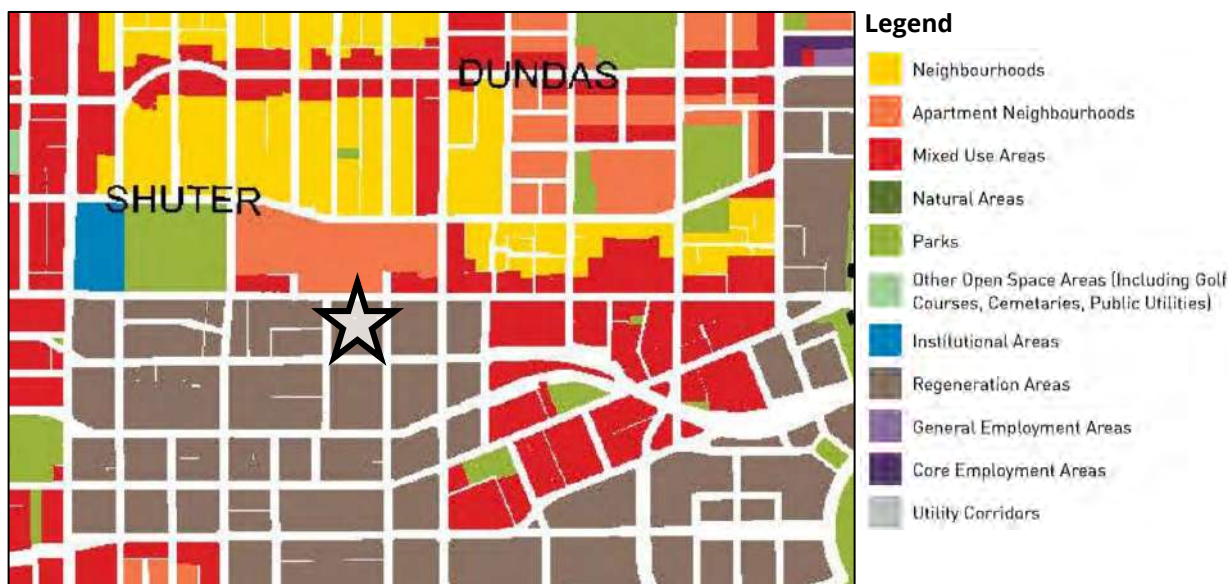 DUNDAS
SHUTER
Legend
Neighbourhoods
Apartment Neighbourhoods
Mixed Use Areas
Natural Areas
Parks
Other Open Space Areas (Including Golf
Courses, Cemetaries, Public Utilities)
Institutional Areas
Regeneration Areas
General Employment Areas
Core Employment Areas
Utility Corridors